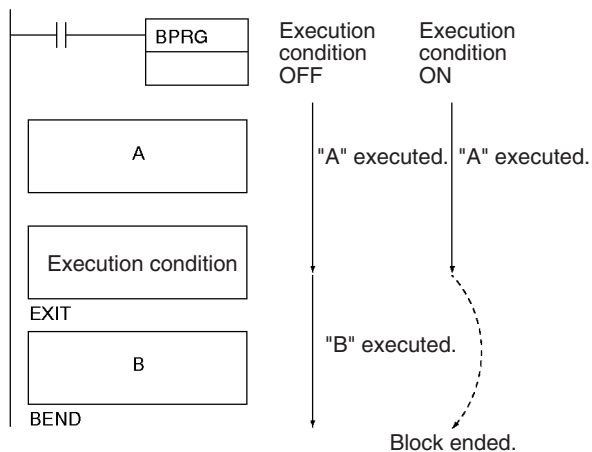 BPRG
Execution
condition
OFF
Execution
condition
ON
A
"A" executed.
"A" executed.
Execution condition
EXIT
B
"B" executed.
BEND
Block ended.